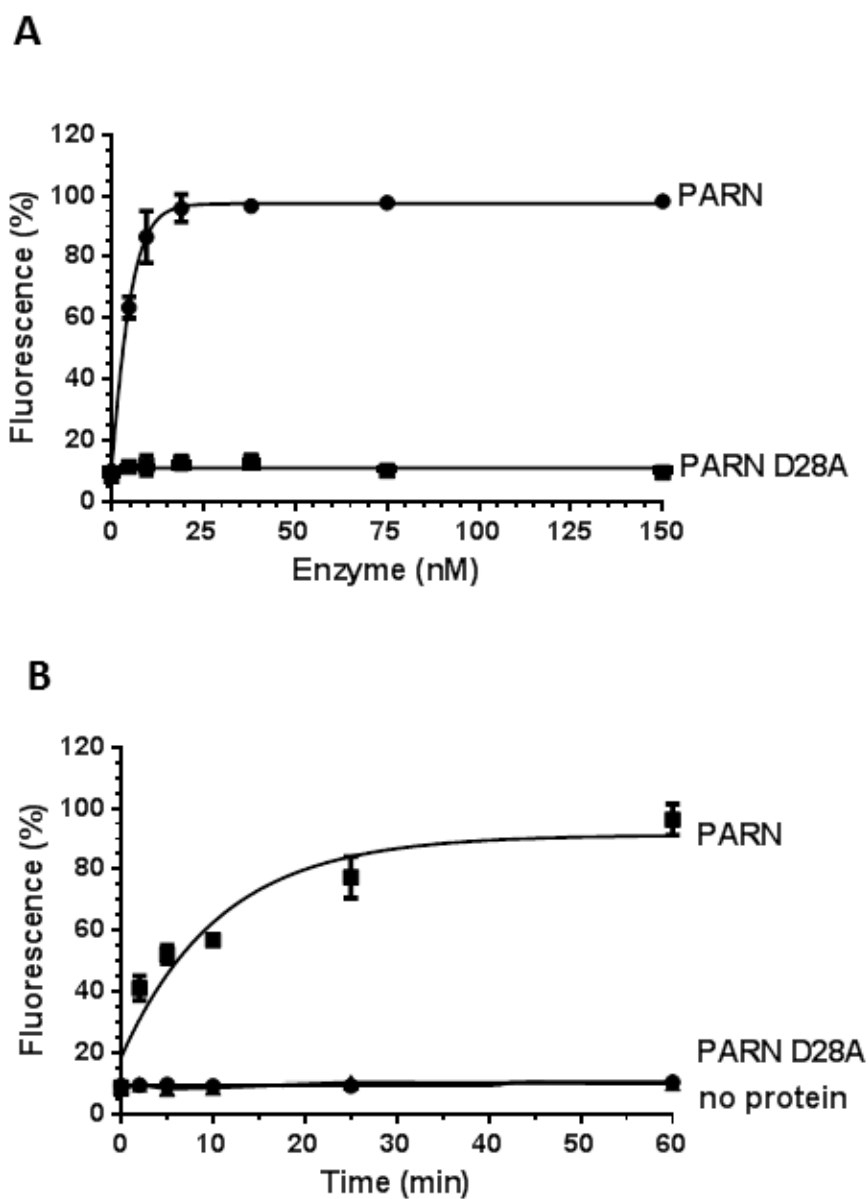 A
120
100
80
60
40
20
0
Fluorescence (%)
PARN
PARN D28A
0 25 50 75 100 125 150
Enzyme (nM)
B
120
100
80
60
40
20
0
Fluorescence (%)
PARN
PARN D28A
no protein
0 10 20 30 40 50 60
Time (min)